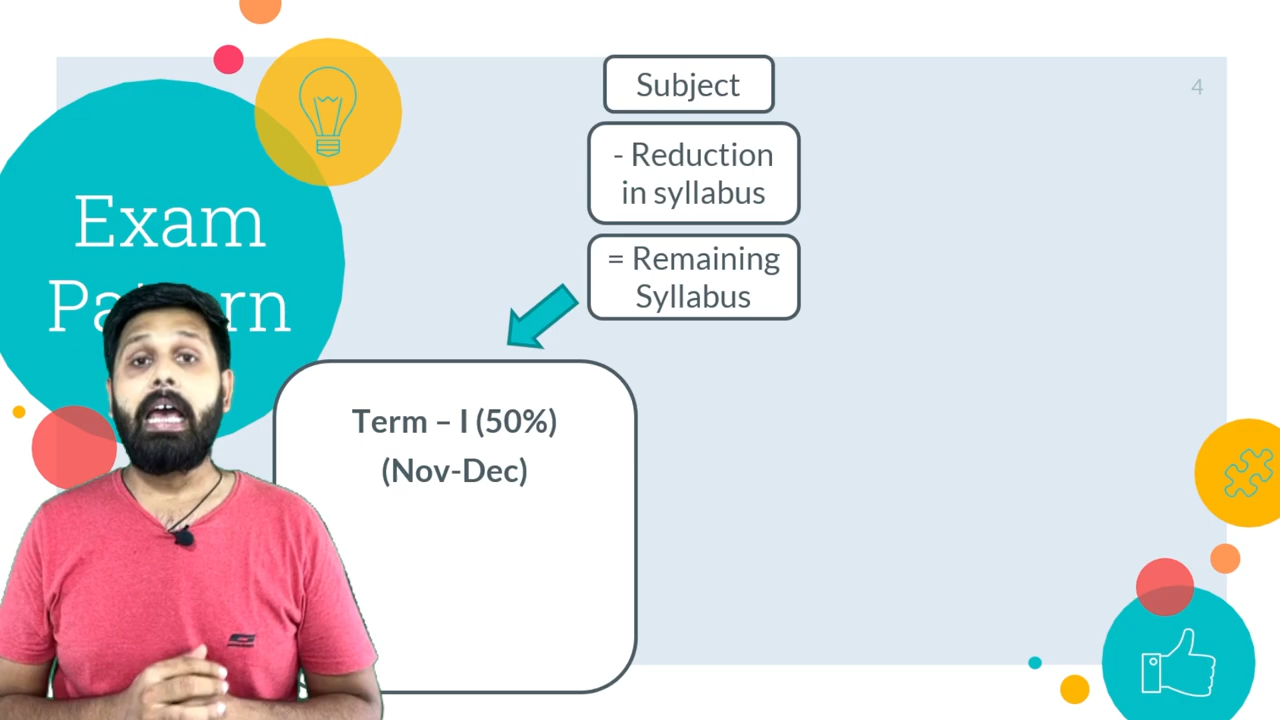 Exam
Subject
- Reduction
in syllabus
= Remaining
Syllabus
Term – I (50%)
(Nov-Dec)
4